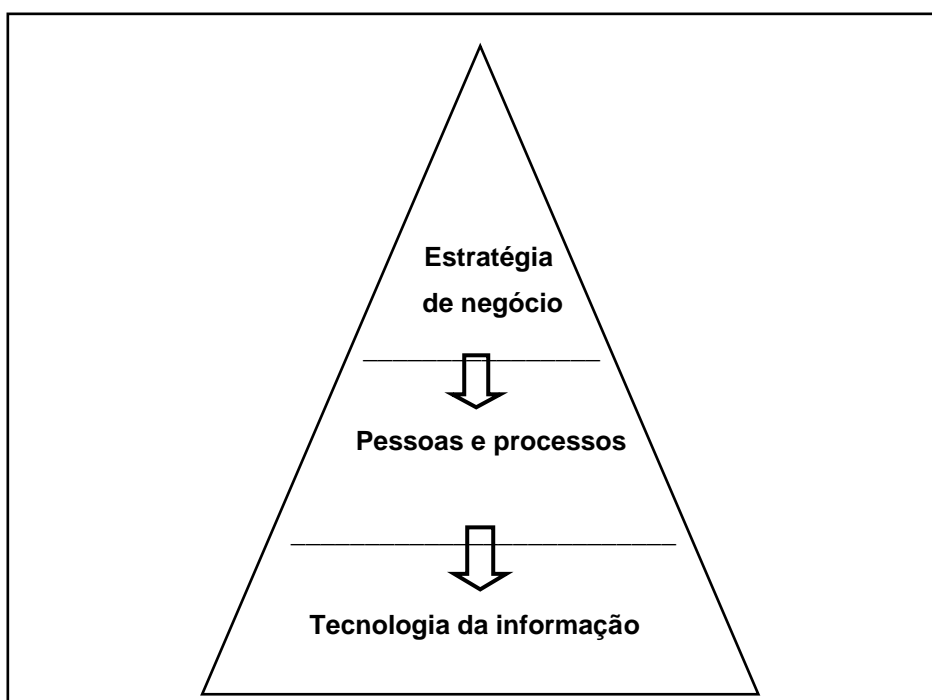 Estratégia
de negócio
Pessoas e processos
Tecnologia da informação